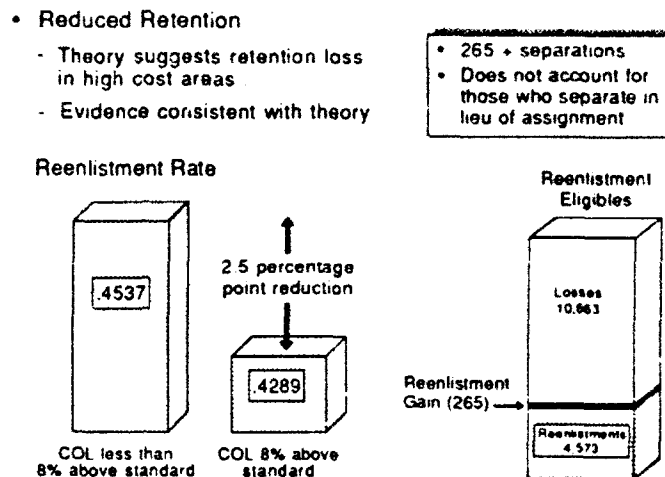 • Reduced Retention
- Theory suggests retention loss
in high cost areas
- Evidence consistent with theory
• 265 + separations
• Does not account for
those who separate in
lieu of assignment
Reenlistment Rate
.4537
2.5 percentage
point reduction
.4289
COL less than
8% above standard
COL 8% above
standard
Reenlistment
Eligibles
Losses
10,663
Reenlistment
Gain (265)
Reenlistments
4,573